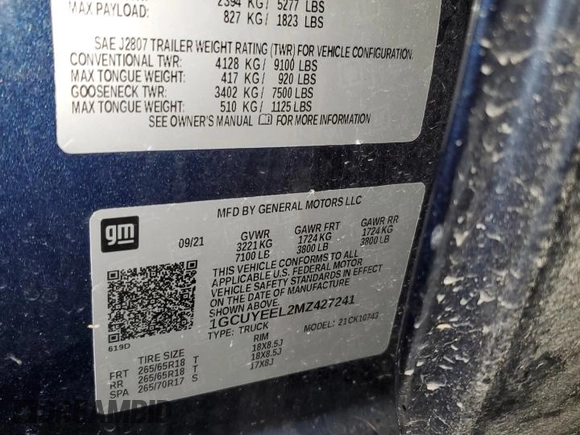 2394 KG / 5277 LBS
MAX PAYLOAD: 827 KG / 1823 LBS
SAE J2807 TRAILER WEIGHT RATING (TWR) FOR VEHICLE CONFIGURATION.
CONVENTIONAL TWR: 4128 KG / 9100 LBS
MAX TONGUE WEIGHT: 417 KG / 920 LBS
GOOSENECK TWR: 3402 KG / 7500 LBS
MAX TONGUE WEIGHT: 510 KG / 1125 LBS
SEE OWNER'S MANUAL FOR MORE INFORMATION.
gm
MFD BY GENERAL MOTORS LLC
09/21 GVWR GAWR FRT GAWR RR
3221 KG 1724 KG 1724 KG
7100 LB 3800 LB 3800 LB
THIS VEHICLE CONFORMS TO ALL
APPLICABLE U.S. FEDERAL MOTOR
VEHICLE SAFETY STANDARDS IN EFFECT
ON THE DATE OF MANUFACTURE
SHOWN ABOVE.
1GCUYEEL2MZ427241
TYPE: TRUCK MODEL: 21CK10743
619D
TIRE SIZE RIM
FRT 265/65R18 T 18X8.5J
RR 265/65R18 T 18X8.5J
SPA 265/70R17 S 17X8J